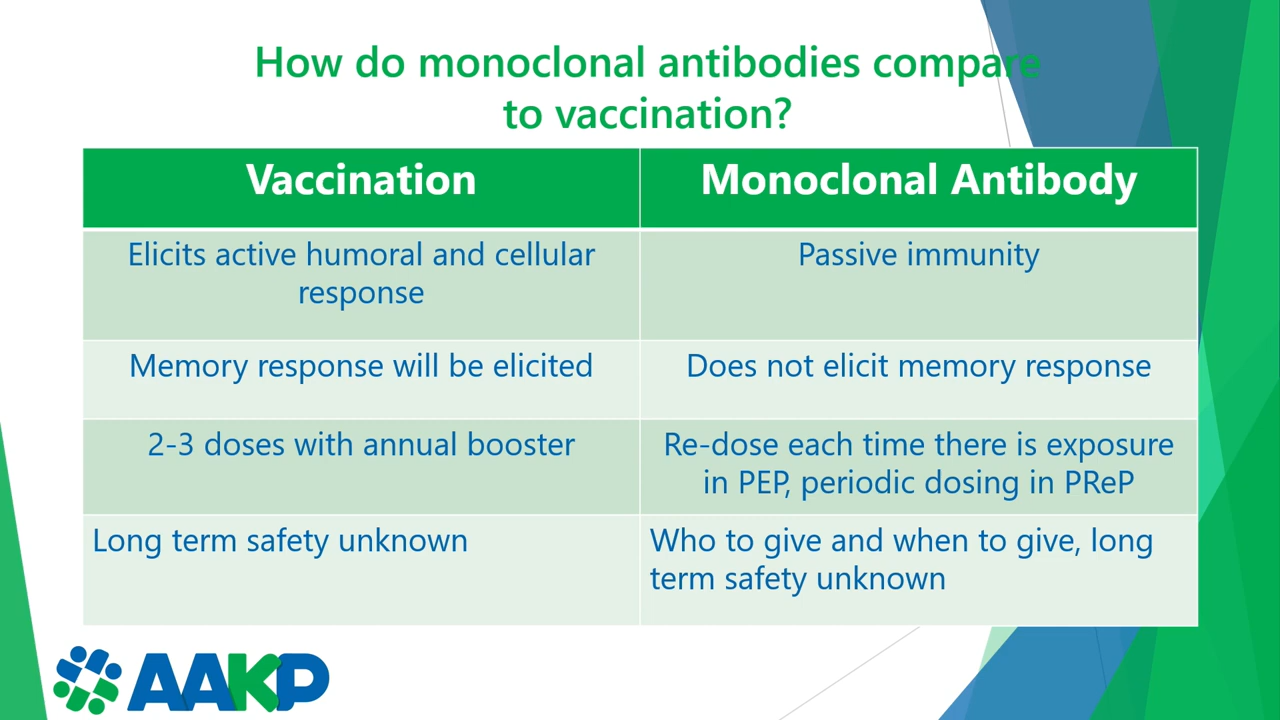 How do monoclonal antibodies compare
to vaccination?
Vaccination
Monoclonal Antibody
Elicits active humoral and cellular
response
Passive immunity
Memory response will be elicited
Does not elicit memory response
2-3 doses with annual booster
Re-dose each time there is exposure
in PEP, periodic dosing in PReP
Long term safety unknown
Who to give and when to give, long
term safety unknown
AAKP